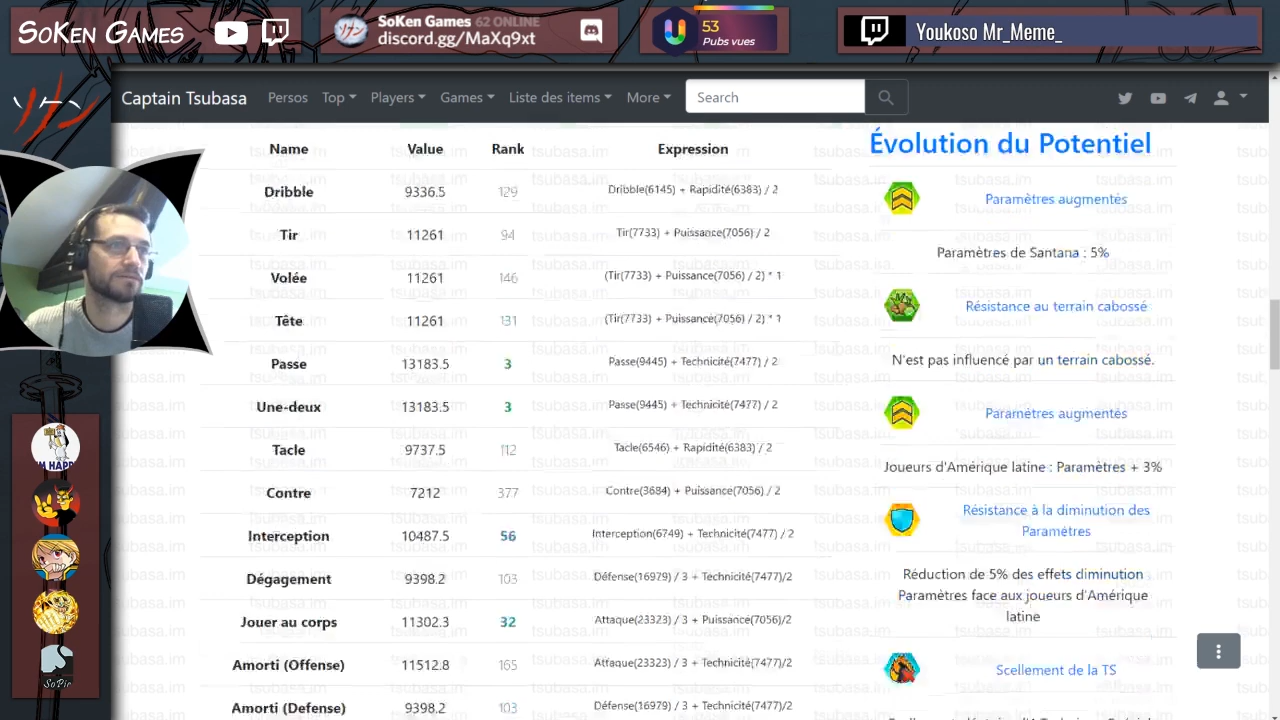 SoKen Games
SoKen Games 62 ONLINE
discord.gg/MaXq9xt
53
Pubs vues
Youkoso Mr_Meme_
Captain Tsubasa
Persos
Top
Players
Games
Liste des items
More
Search
Name Value Rank Expression
Dribble 9336.5 129 Dribble(6145) + Rapidité(6383) / 2
Tir 11261 94 Tir(7733) + Puissance(7056) / 2
Volée 11261 146 (Tir(7733) + Puissance(7056) / 2) * 1
Tête 11261 131 (Tir(7733) + Puissance(7056) / 2) * 1
Passe 13183.5 3 Passe(9445) + Technicité(7477) / 2
Une-deux 13183.5 3 Passe(9445) + Technicité(7477) / 2
Tacle 9737.5 112 Tacle(6546) + Rapidité(6383) / 2
Contre 7212 377 Contre(3684) + Puissance(7056) / 2
Interception 10487.5 56 Interception(6749) + Technicité(7477) / 2
Dégagement 9398.2 103 Défense(16979) / 3 + Technicité(7477)/2
Jouer au corps 11302.3 32 Attaque(23323) / 3 + Puissance(7056)/2
Amorti (Offense) 11512.8 165 Attaque(23323) / 3 + Technicité(7477)/2
Amorti (Defense) 9398.2 103 Défense(16979) / 3 + Technicité(7477)/2
Évolution du Potentiel
Paramètres augmentés
Paramètres de Santana : 5%
Résistance au terrain cabossé
N'est pas influencé par un terrain cabossé.
Paramètres augmentés
Joueurs d'Amérique latine : Paramètres + 3%
Résistance à la diminution des
Paramètres
Réduction de 5% des effets diminution
Paramètres face aux joueurs d'Amérique
latine
Scellement de la TS
tsubasa.im
SoPic